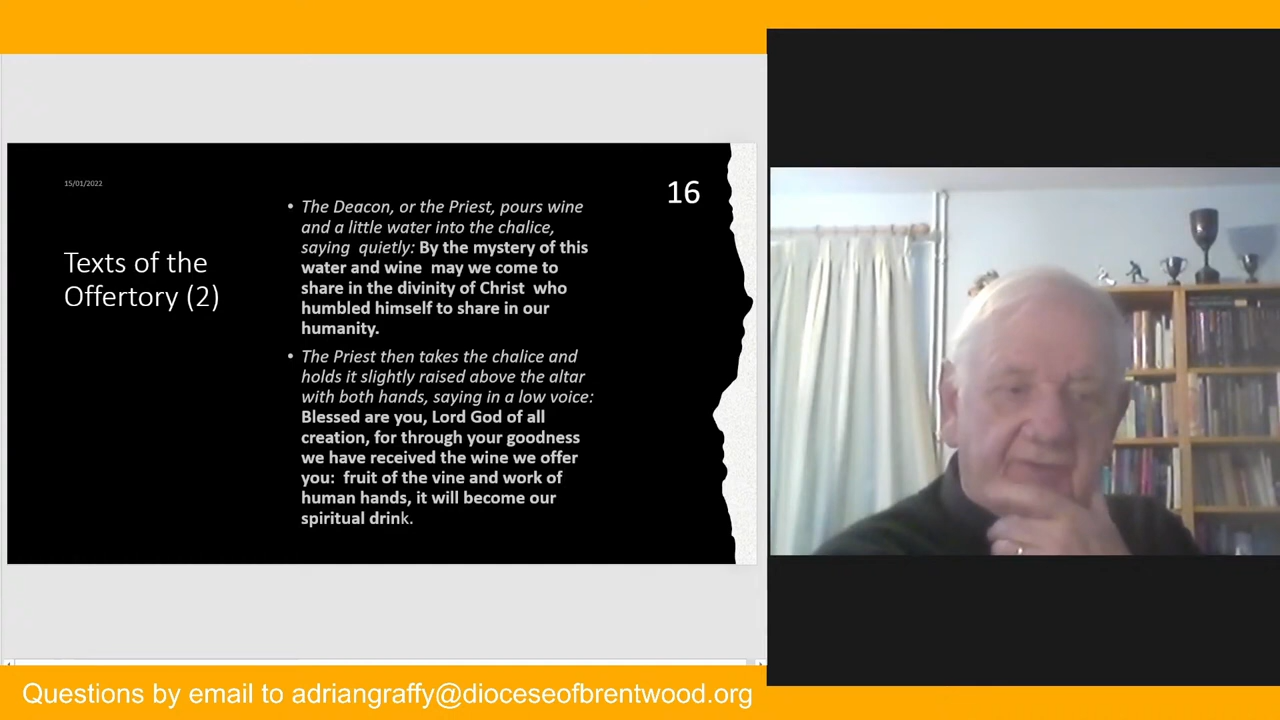 15/01/2022
16
Texts of the
Offertory (2)
• The Deacon, or the Priest, pours wine
and a little water into the chalice,
saying quietly: By the mystery of this
water and wine may we come to
share in the divinity of Christ who
humbled himself to share in our
humanity.
• The Priest then takes the chalice and
holds it slightly raised above the altar
with both hands, saying in a low voice:
Blessed are you, Lord God of all
creation, for through your goodness
we have received the wine we offer
you: fruit of the vine and work of
human hands, it will become our
spiritual drink.
Questions by email to adriangraffy@dioceseofbrentwood.org